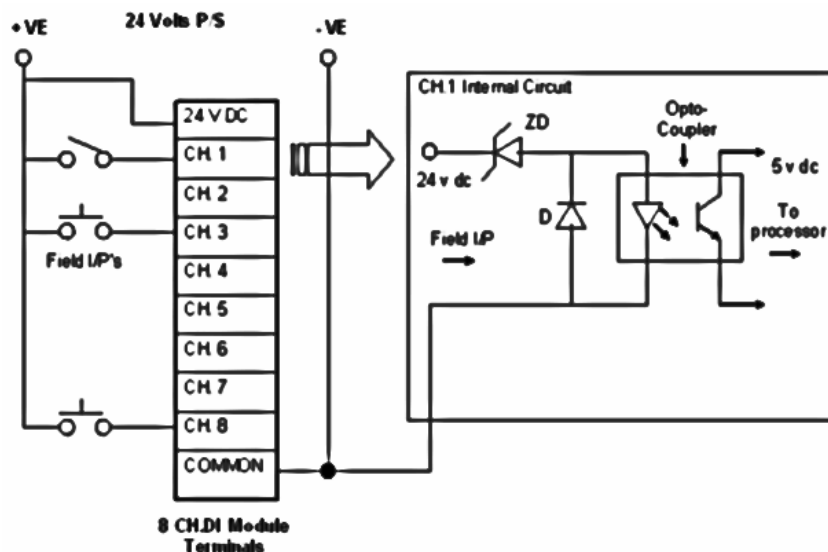 +VE
24 Volts P/S
-VE
24 V DC
CH. 1
CH. 2
CH. 3
CH. 4
CH. 5
CH. 6
CH. 7
CH. 8
COMMON
Field I/P's
8 CH.DI Module
Terminals
CH.1 Internal Circuit
ZD
Opto-
Coupler
24 v dc
5 v dc
D
Field I/P
To
processor